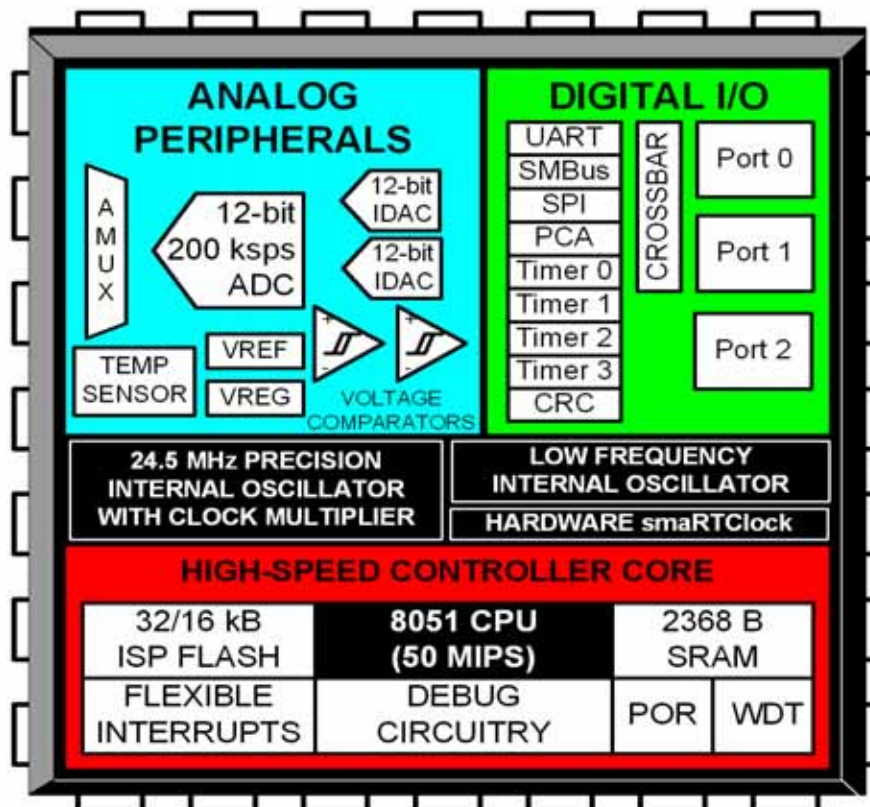 ANALOG
PERIPHERALS
A
M
U
X
12-bit
200 ksps
ADC
12-bit
IDAC
12-bit
IDAC
TEMP
SENSOR
VREF
VREG
+
-
+
-
VOLTAGE
COMPARATORS
DIGITAL I/O
UART
SMBus
SPI
PCA
Timer 0
Timer 1
Timer 2
Timer 3
CRC
CROSSBAR
Port 0
Port 1
Port 2
24.5 MHz PRECISION
INTERNAL OSCILLATOR
WITH CLOCK MULTIPLIER
LOW FREQUENCY
INTERNAL OSCILLATOR
HARDWARE smaRTClock
HIGH-SPEED CONTROLLER CORE
32/16 kB
ISP FLASH
8051 CPU
(50 MIPS)
2368 B
SRAM
FLEXIBLE
INTERRUPTS
DEBUG
CIRCUITRY
POR
WDT